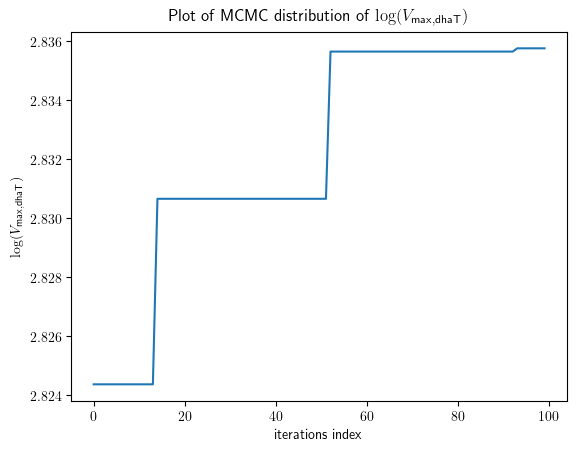 Plot of MCMC distribution of log(V_max,dhaT)
log(V_max,dhaT)
2.836
2.834
2.832
2.830
2.828
2.826
2.824
0 20 40 60 80 100
iterations index